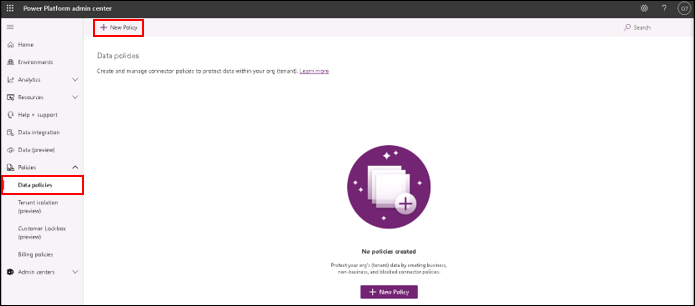 Power Platform admin center
?
+ New Policy
Search
Home
Data policies
Environments
Create and manage connector policies to protect data within your org (tenant). Learn more
Analytics
Resources
Help + support
Data integration
Data (preview)
Policies
Data policies
Tenant isolation
(preview)
Customer Lockbox
(preview)
Billing policies
Admin centers
No policies created
Protect your org's (tenant) data by creating business,
non-business, and blocked connector policies.
+ New Policy